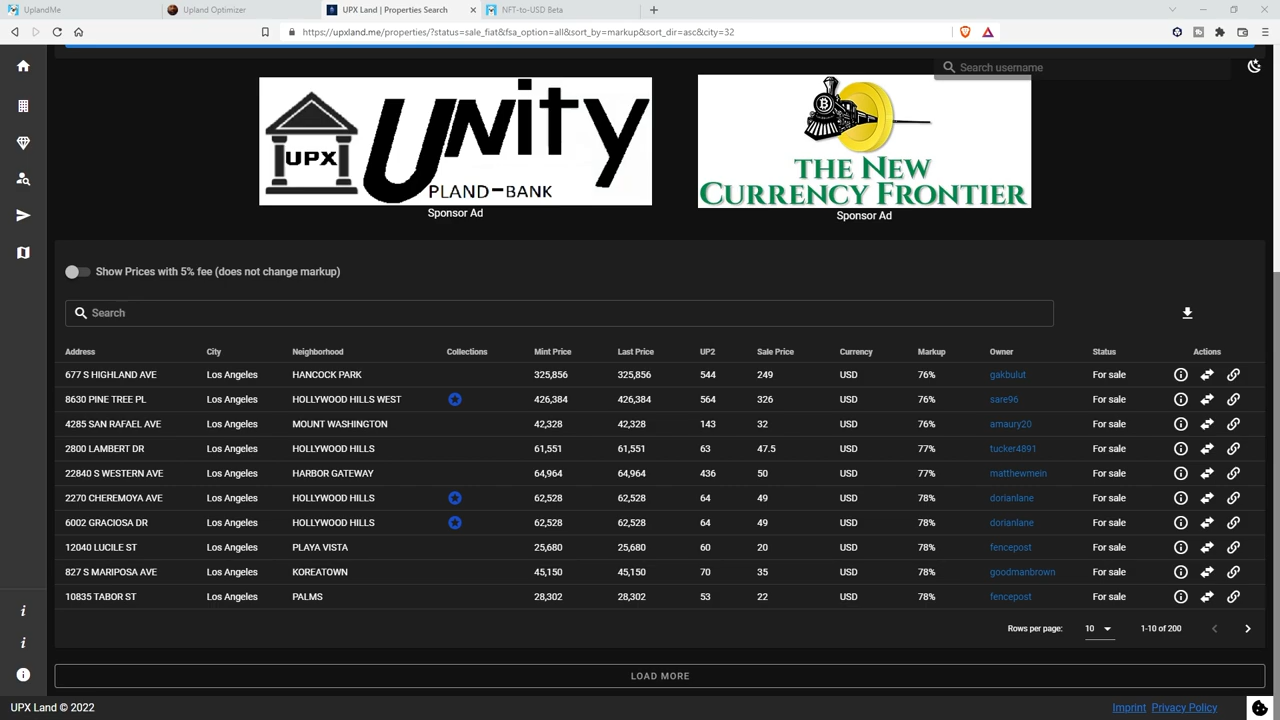 UplandMe
Upland Optimizer
UPX Land | Properties Search
NFT-to-USD Beta
https://upxland.me/properties/?status=sale_fiat&fsa_option=all&sort_by=markup&sort_dir=asc&city=32
Search username
UPX
UNity
PLAND-BANK
THE NEW
CURRENCY FRONTIER
Sponsor Ad
Sponsor Ad
Show Prices with 5% fee (does not change markup)
Search
Address City Neighborhood Collections Mint Price Last Price UP2 Sale Price Currency Markup Owner Status Actions
677 S HIGHLAND AVE Los Angeles HANCOCK PARK 325,856 325,856 544 249 USD 76% gakbulut For sale
8630 PINE TREE PL Los Angeles HOLLYWOOD HILLS WEST 426,384 426,384 564 326 USD 76% sare96 For sale
4285 SAN RAFAEL AVE Los Angeles MOUNT WASHINGTON 42,328 42,328 143 32 USD 76% amaury20 For sale
2800 LAMBERT DR Los Angeles HOLLYWOOD HILLS 61,551 61,551 63 47.5 USD 77% tucker4891 For sale
22840 S WESTERN AVE Los Angeles HARBOR GATEWAY 64,964 64,964 436 50 USD 77% matthewmein For sale
2270 CHEREMOYA AVE Los Angeles HOLLYWOOD HILLS 62,528 62,528 64 49 USD 78% dorianlane For sale
6002 GRACIOSA DR Los Angeles HOLLYWOOD HILLS 62,528 62,528 64 49 USD 78% dorianlane For sale
12040 LUCILE ST Los Angeles PLAYA VISTA 25,680 25,680 60 20 USD 78% fencepost For sale
827 S MARIPOSA AVE Los Angeles KOREATOWN 45,150 45,150 70 35 USD 78% goodmanbrown For sale
10835 TABOR ST Los Angeles PALMS 28,302 28,302 53 22 USD 78% fencepost For sale
Rows per page: 10 1-10 of 200
LOAD MORE
UPX Land © 2022
Imprint Privacy Policy